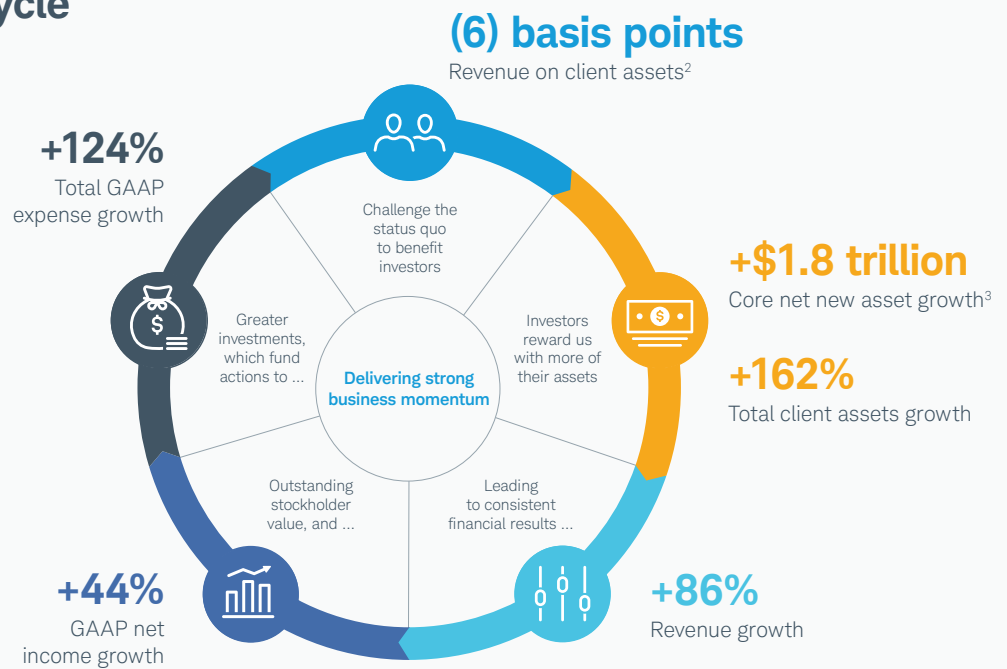 (6) basis points
Revenue on client assets²
+124%
Total GAAP
expense growth
Challenge the
status quo
to benefit
investors
+$1.8 trillion
Core net new asset growth³
+162%
Total client assets growth
Investors
reward us
with more of
their assets
Greater
investments,
which fund
actions to ...
$
$
Delivering strong
business momentum
Outstanding
stockholder
value, and ...
Leading
to consistent
financial results ...
+44%
GAAP net
income growth
+86%
Revenue growth